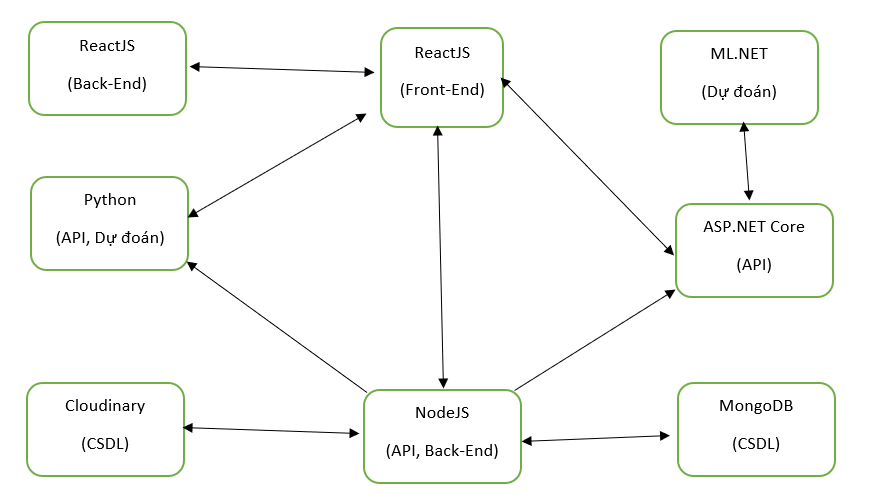 ReactJS
(Back-End)
ReactJS
(Front-End)
ML.NET
(Dự đoán)
Python
(API, Dự đoán)
ASP.NET Core
(API)
Cloudinary
(CSDL)
NodeJS
(API, Back-End)
MongoDB
(CSDL)